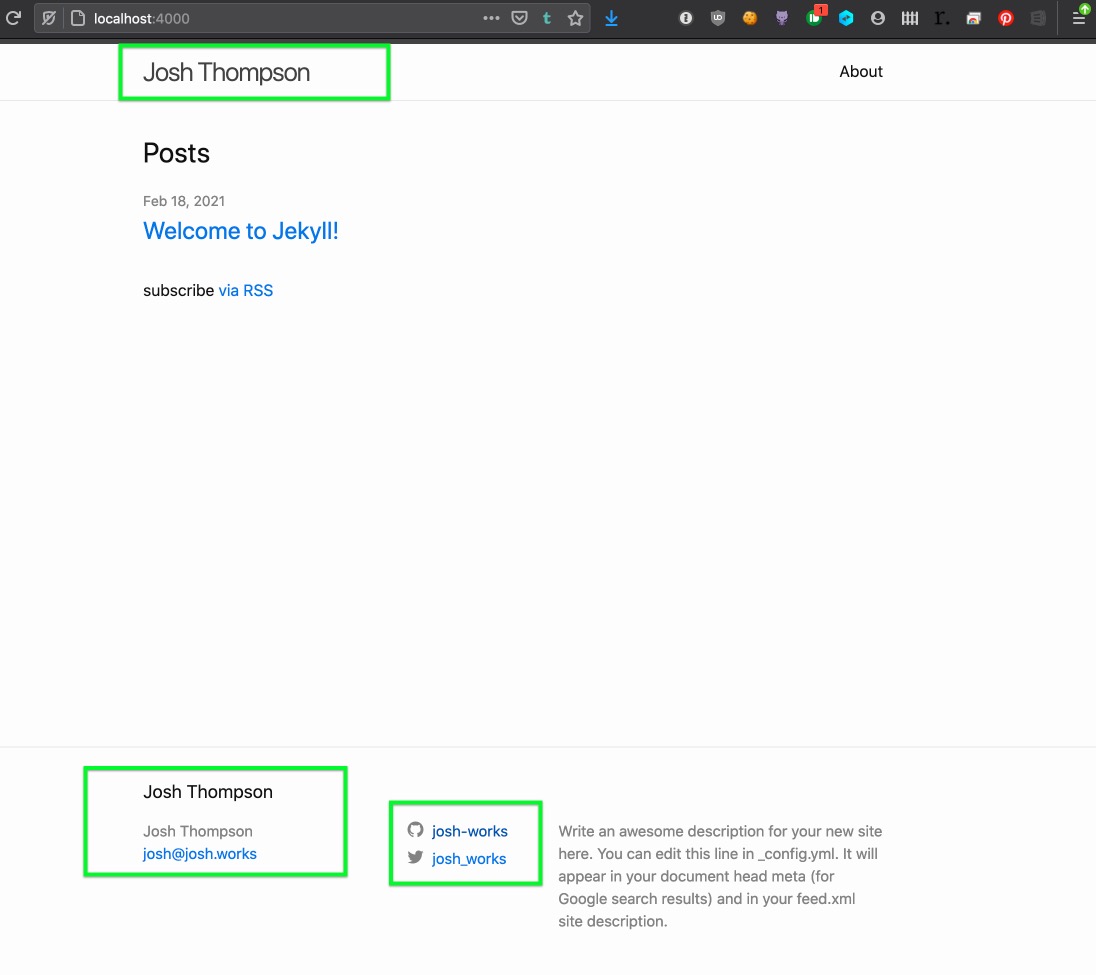 localhost:4000
t
UD
1
r.
Josh Thompson
About
Posts
Feb 18, 2021
Welcome to Jekyll!
subscribe via RSS
Josh Thompson
Josh Thompson
josh@josh.works
josh-works
josh_works
Write an awesome description for your new site
here. You can edit this line in _config.yml. It will
appear in your document head meta (for
Google search results) and in your feed.xml
site description.